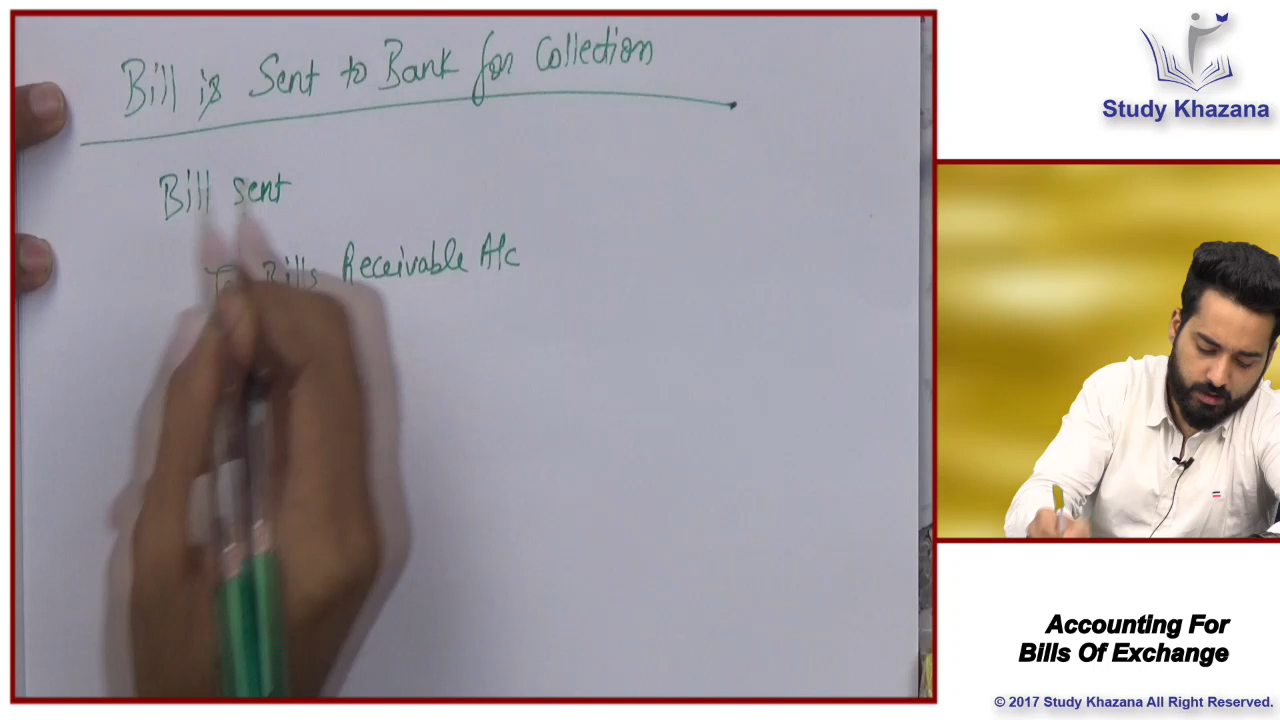 Bill is Sent to Bank for Collection
Bill sent
To Bills Receivable A/c
Study Khazana
Accounting For
Bills Of Exchange
© 2017 Study Khazana All Right Reserved.